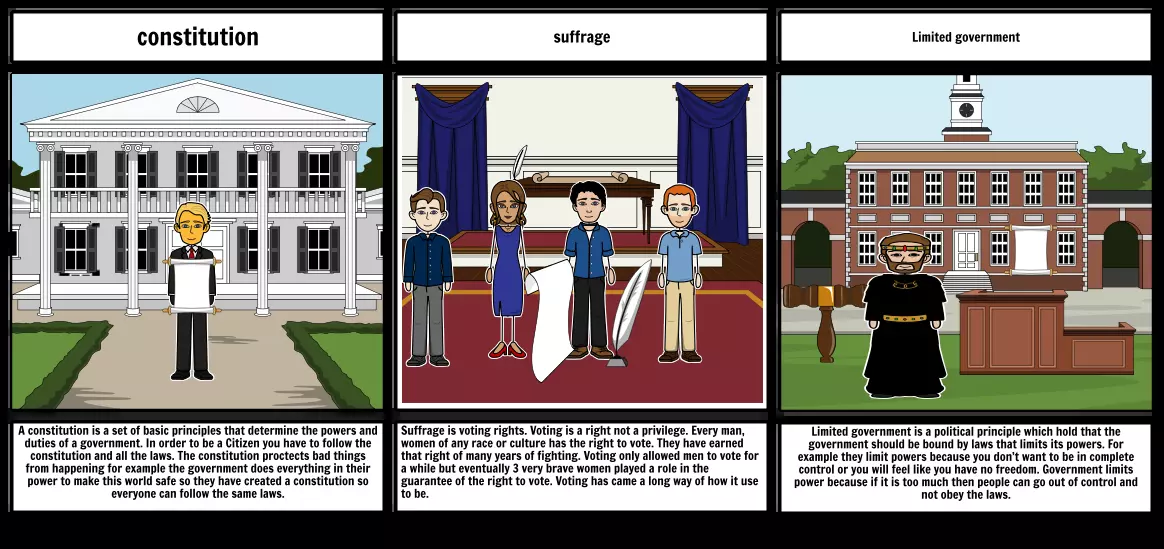 constitution
suffrage
Limited government
A constitution is a set of basic principles that determine the powers and
duties of a government. In order to be a Citizen you have to follow the
constitution and all the laws. The constitution proctects bad things
from happening for example the government does everything in their
power to make this world safe so they have created a constitution so
everyone can follow the same laws.
Suffrage is voting rights. Voting is a right not a privilege. Every man,
women of any race or culture has the right to vote. They have earned
that right of many years of fighting. Voting only allowed men to vote for
a while but eventually 3 very brave women played a role in the
guarantee of the right to vote. Voting has came a long way of how it use
to be.
Limited government is a political principle which hold that the
government should be bound by laws that limits its powers. For
example they limit powers because you don't want to be in complete
control or you will feel like you have no freedom. Government limits
power because if it is too much then people can go out of control and
not obey the laws.